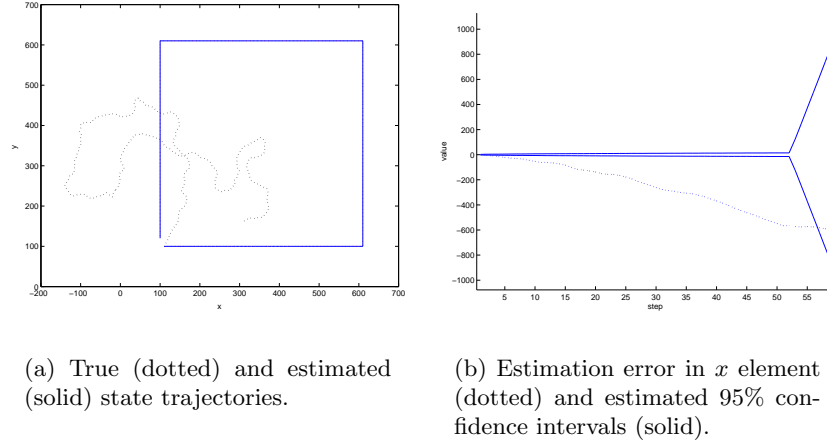 700
600
500
400
300
200
100
0
y
−200 −100 0 100 200 300 400 500 600 700
x
1000
800
600
400
200
0
−200
−400
−600
−800
−1000
value
5 10 15 20 25 30 35 40 45 50 55
step
(a) True (dotted) and estimated
(solid) state trajectories.
(b) Estimation error in x element
(dotted) and estimated 95% con-
fidence intervals (solid).